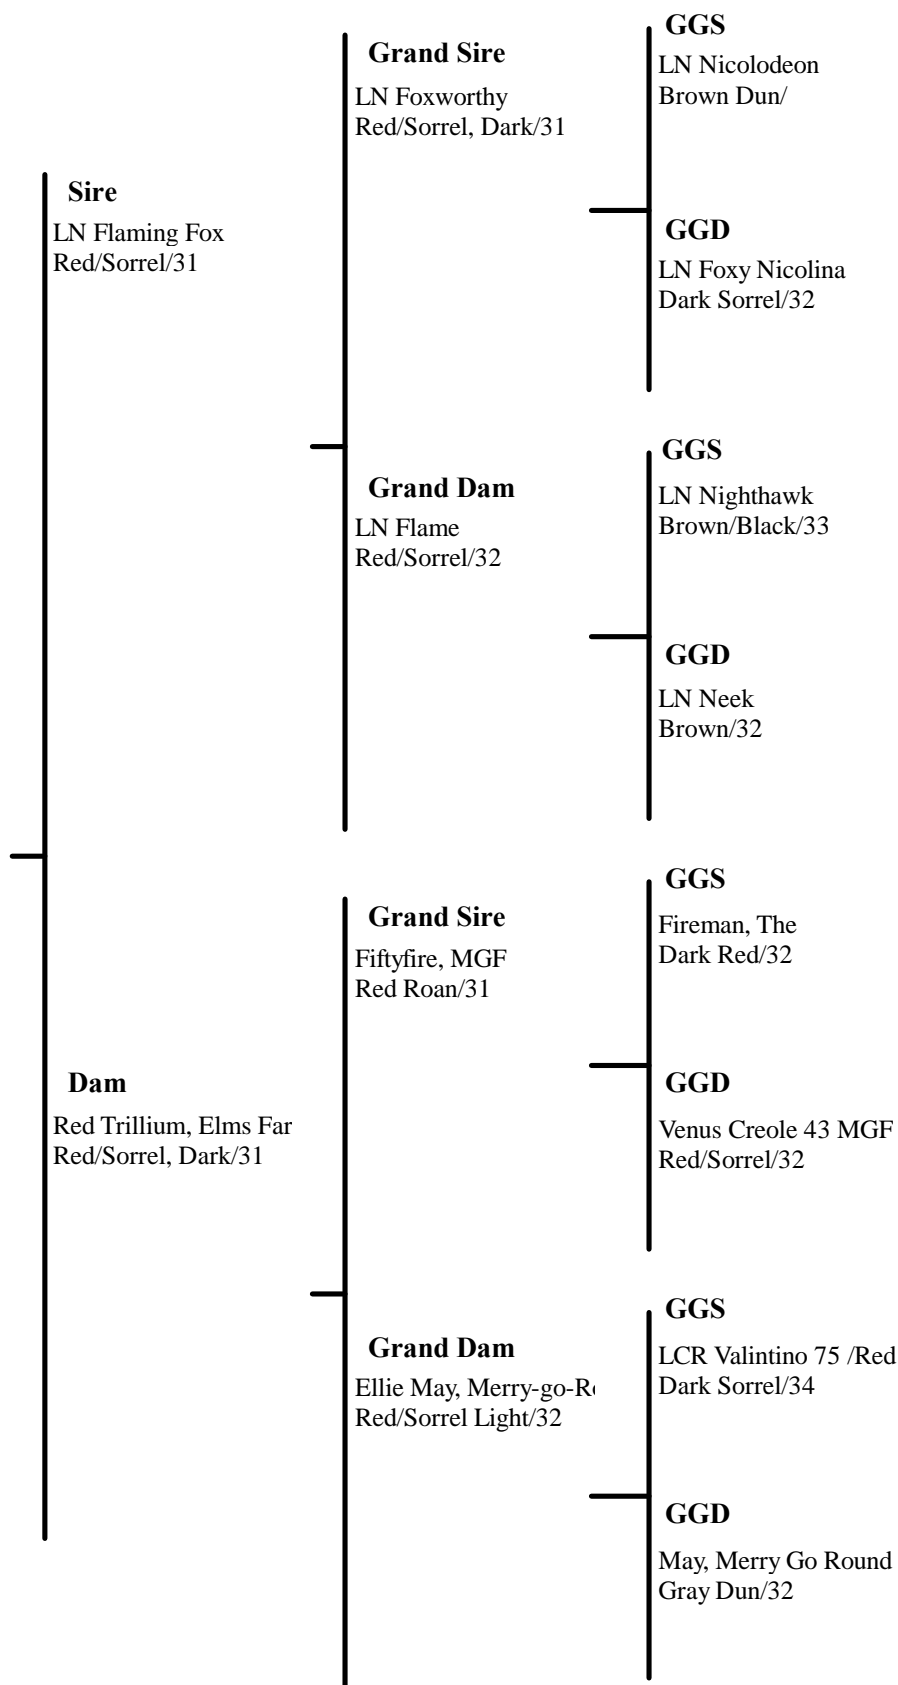 GGS
LN Nicolodeon
Brown Dun/
Grand Sire
LN Foxworthy
Red/Sorrel, Dark/31
Sire
LN Flaming Fox
Red/Sorrel/31
GGD
LN Foxy Nicolina
Dark Sorrel/32
GGS
LN Nighthawk
Brown/Black/33
Grand Dam
LN Flame
Red/Sorrel/32
GGD
LN Neek
Brown/32
GGS
Fireman, The
Dark Red/32
Grand Sire
Fiftyfire, MGF
Red Roan/31
Dam
Red Trillium, Elms Far
Red/Sorrel, Dark/31
GGD
Venus Creole 43 MGF
Red/Sorrel/32
GGS
LCR Valintino 75 /Red
Dark Sorrel/34
Grand Dam
Ellie May, Merry-go-R
Red/Sorrel Light/32
GGD
May, Merry Go Round
Gray Dun/32